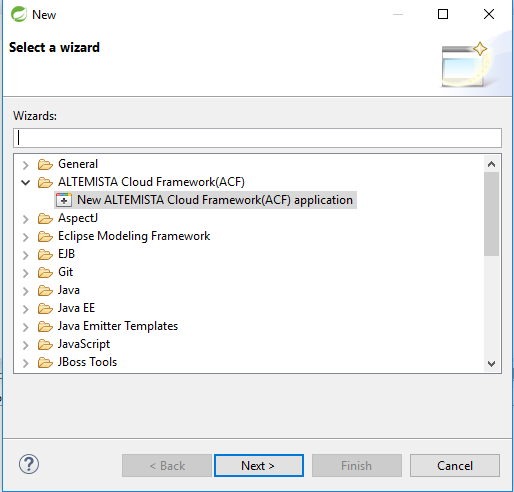 New
Select a wizard
Wizards:
General
ALTEMISTA Cloud Framework(ACF)
New ALTEMISTA Cloud Framework(ACF) application
AspectJ
Eclipse Modeling Framework
EJB
Git
Java
Java EE
Java Emitter Templates
JavaScript
JBoss Tools
? < Back Next > Finish Cancel